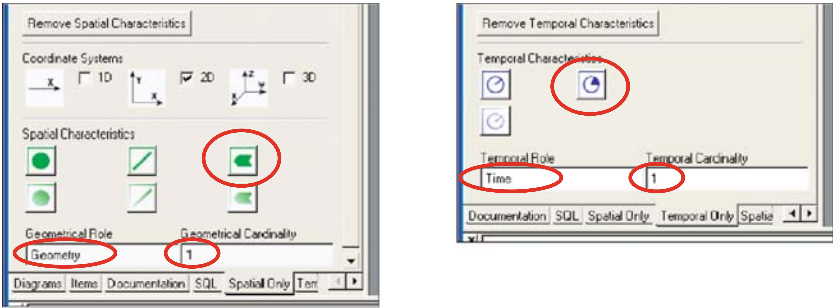 Remove Spatial Characteristics
Coordinate Systems
X 1D Y X 2D Z Y X 3D
Spatial Characteristics
Geometrical Role Geometrical Cardinality
Geometry 1
Diagrams Items Documentation SQL Spatial Only Tem
Remove Temporal Characteristics
Temporal Characteristics
Temporal Role Temporal Cardinality
Time 1
Documentation SQL Spatial Only Temporal Only Spatia